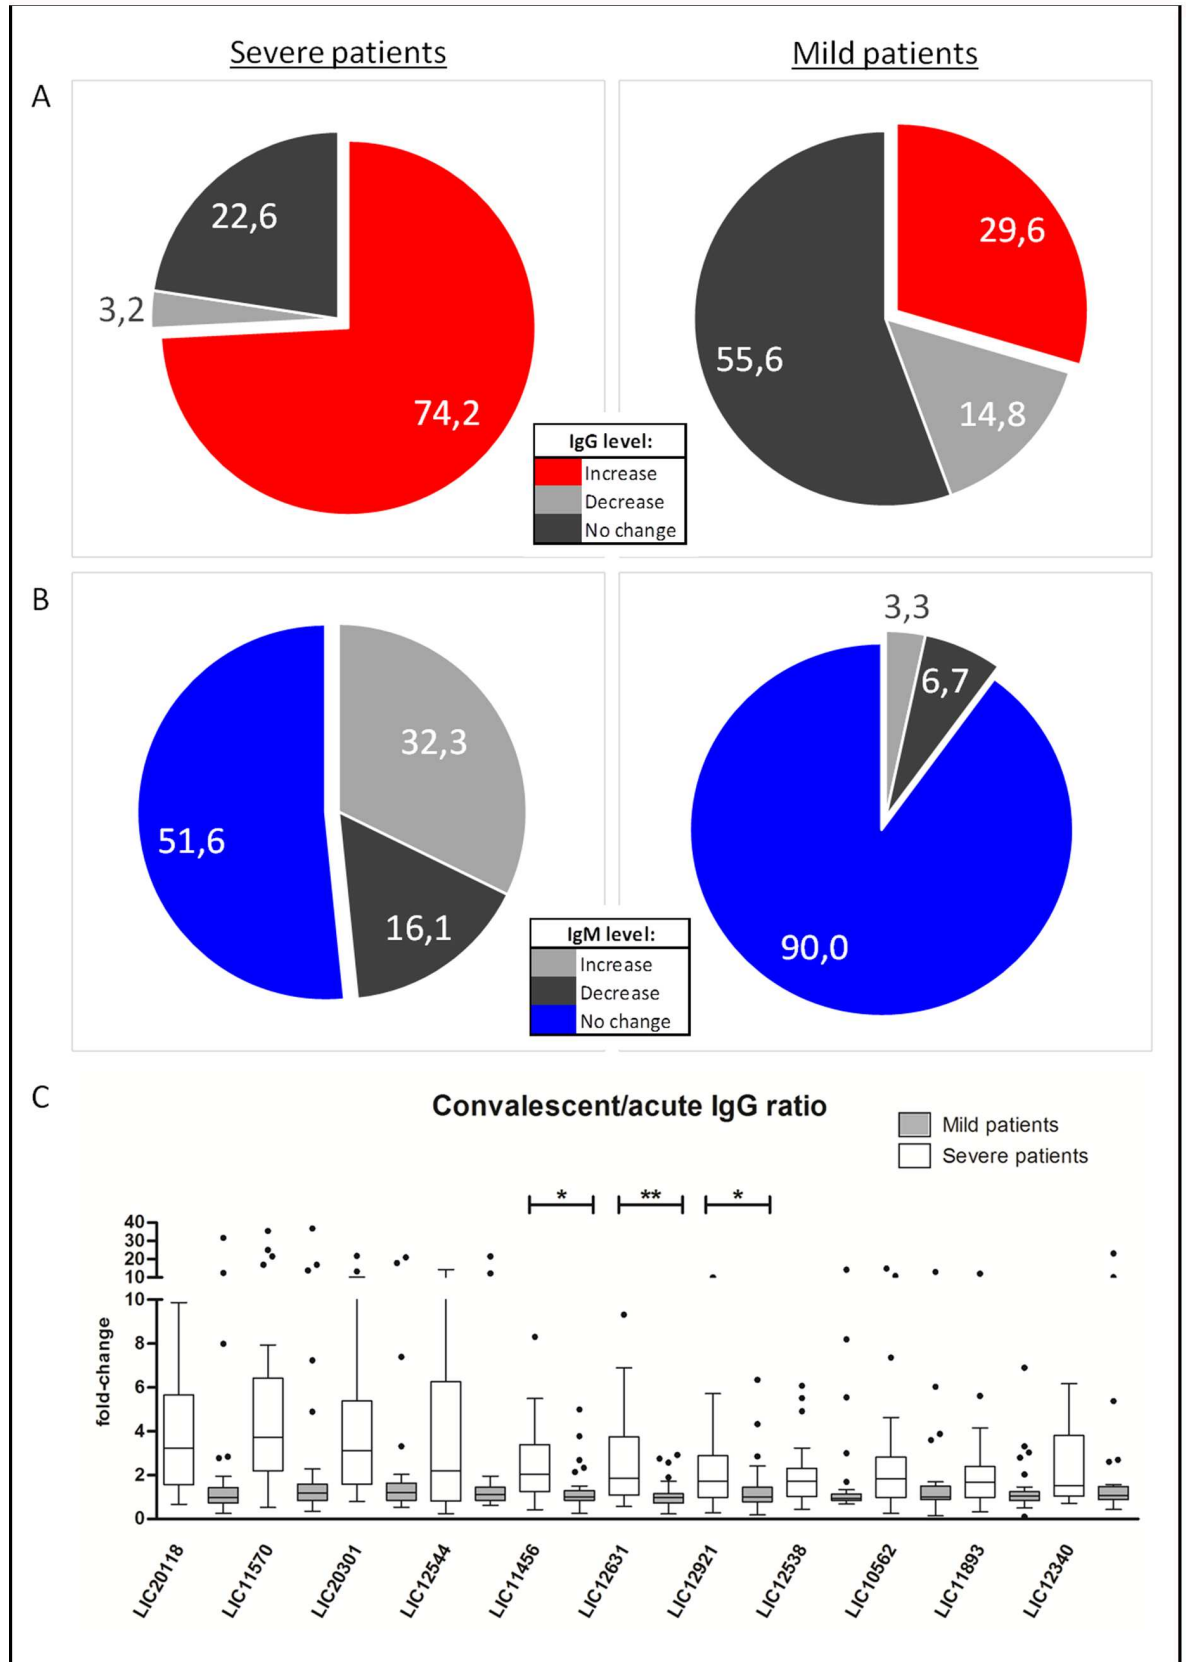 Severe patients
Mild patients
A
22,6
3,2
74,2
29,6
55,6
14,8
IgG level:
Increase
Decrease
No change
B
51,6
32,3
16,1
3,3
6,7
90,0
IgM level:
Increase
Decrease
No change
C
Convalescent/acute IgG ratio
Mild patients
Severe patients
* ** *
40
30
20
10
10
8
6
4
2
0
fold-change
LIC20118 LIC11570 LIC20301 LIC12544 LIC11456 LIC12631 LIC12921 LIC12538 LIC10562 LIC11893 LIC12340